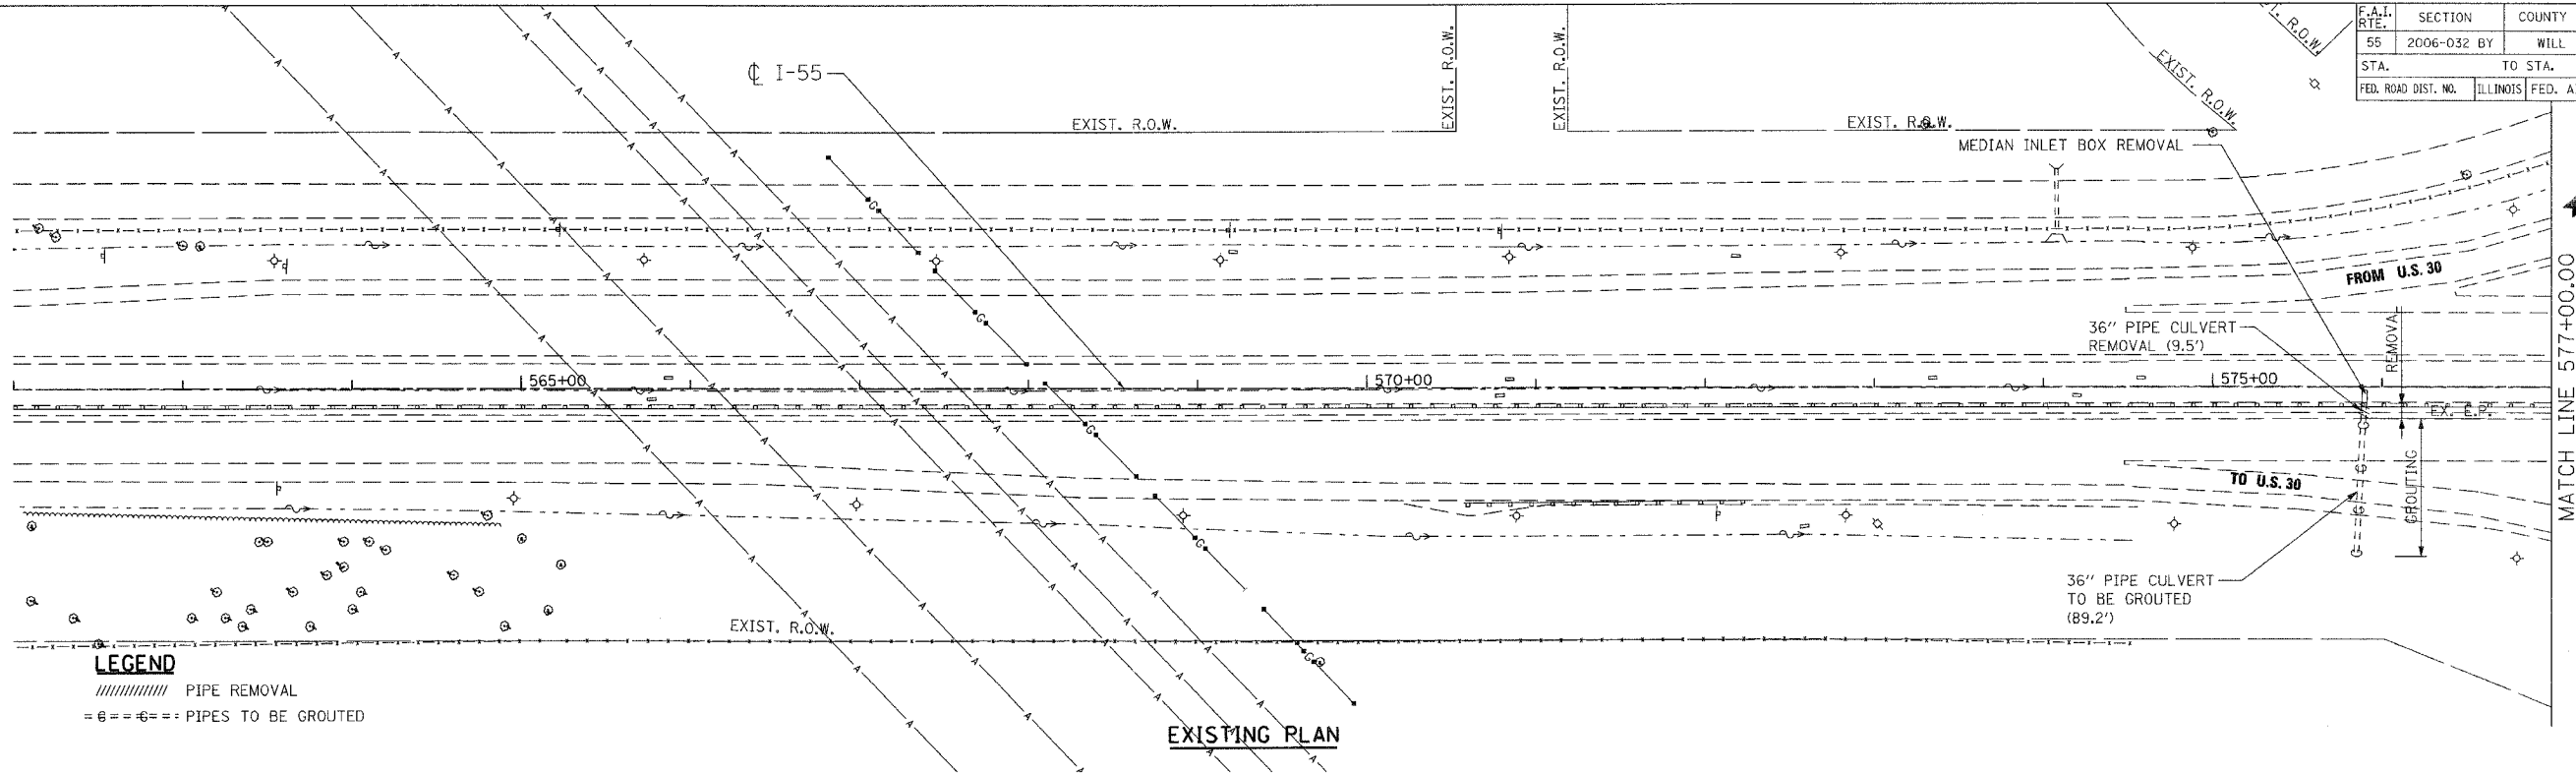 F.A.I. RTE. SECTION COUNTY
55 2006-032 BY WILL
STA. TO STA.
FED. ROAD DIST. NO. ILLINOIS FED. A
R.O.W.
EXIST. R.O.W.
EXIST. R.O.W.
EXIST. R.O.W.
℄ I-55
EXIST. R.O.W.
EXIST. R.O.W.
MEDIAN INLET BOX REMOVAL
FROM U.S. 30
36" PIPE CULVERT
REMOVAL (9.5')
REMOVAL
565+00
570+00
575+00
EX. E.P.
MATCH LINE 577+00.00
TO U.S. 30
GROUTING
36" PIPE CULVERT
TO BE GROUTED
(89.2')
EXIST. R.O.W.
LEGEND
PIPE REMOVAL
PIPES TO BE GROUTED
EXISTING PLAN